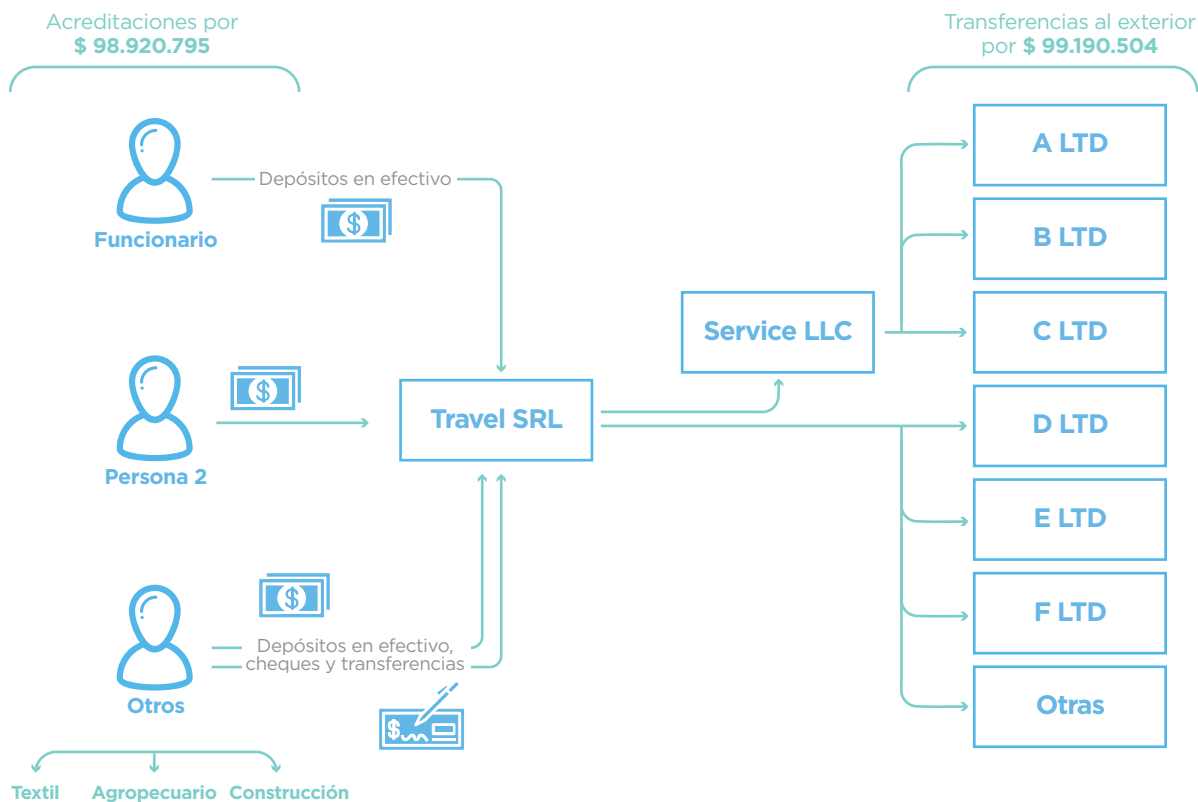 Acreditaciones por
$ 98.920.795
Transferencias al exterior
por $ 99.190.504
Funcionario
Depósitos en efectivo
$
Persona 2
$
Otros
$
Depósitos en efectivo,
cheques y transferencias
$
Textil
Agropecuario
Construcción
Travel SRL
Service LLC
A LTD
B LTD
C LTD
D LTD
E LTD
F LTD
Otras